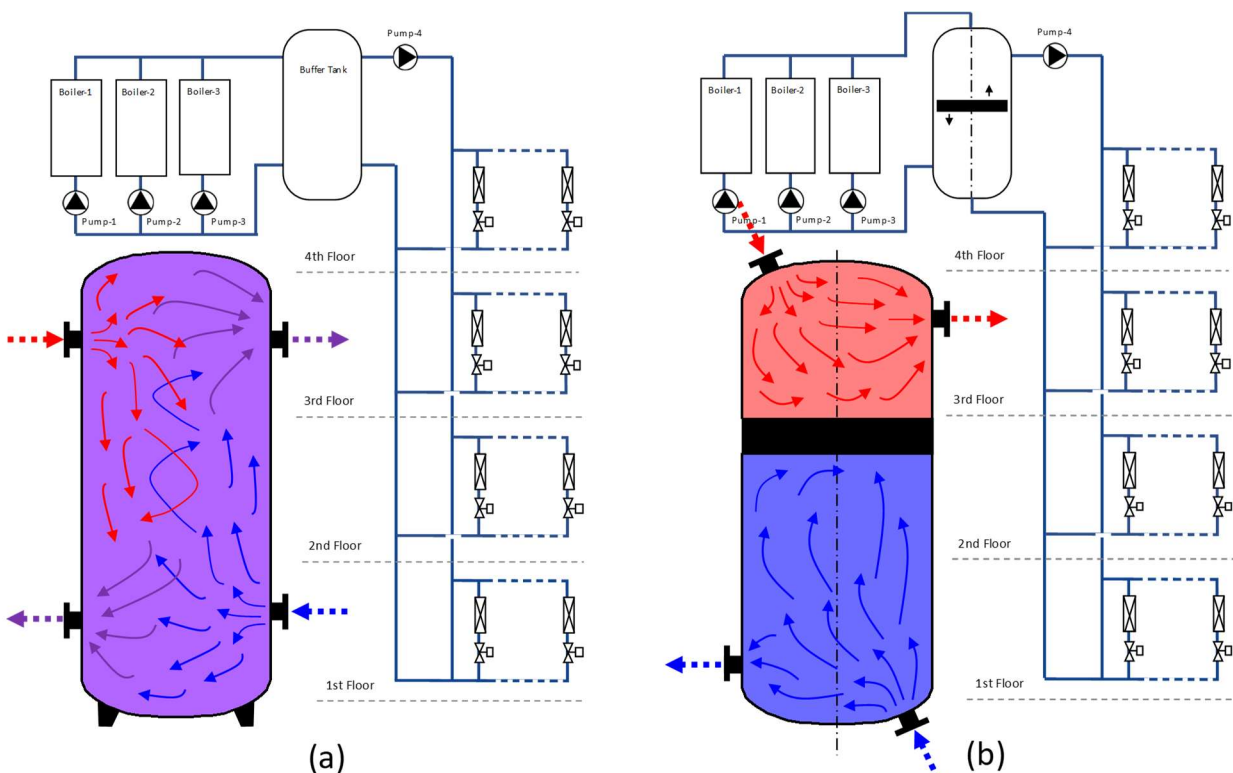 Pump-4
Buffer Tank
Boiler-1
Boiler-2
Boiler-3
Pump-1
Pump-2
Pump-3
4th Floor
3rd Floor
2nd Floor
1st Floor
(a)
Pump-4
Boiler-1
Boiler-2
Boiler-3
Pump-1
Pump-2
Pump-3
4th Floor
3rd Floor
2nd Floor
1st Floor
(b)